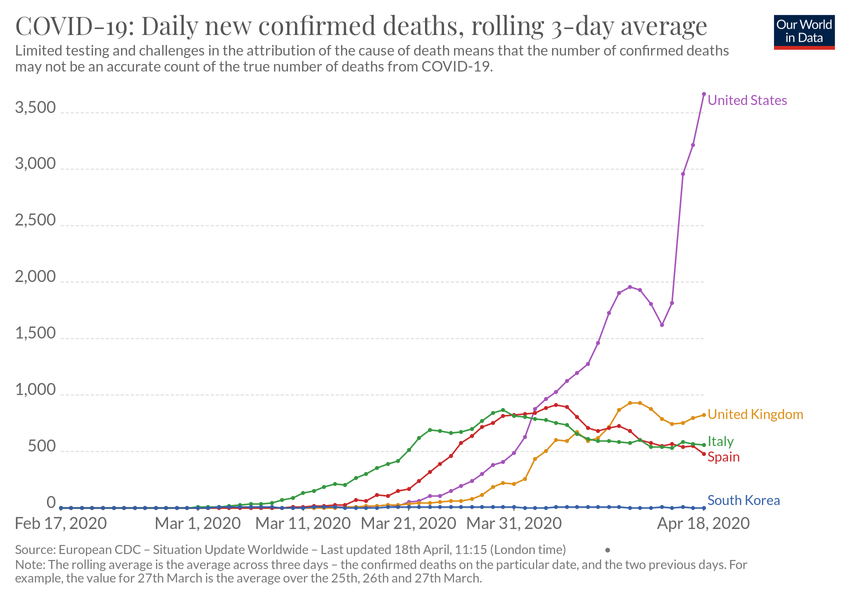 COVID-19: Daily new confirmed deaths, rolling 3-day average
Our World
in Data
Limited testing and challenges in the attribution of the cause of death means that the number of confirmed deaths
may not be an accurate count of the true number of deaths from COVID-19.
3,500
3,000
2,500
2,000
1,500
1,000
500
0
United States
United Kingdom
Italy
Spain
South Korea
Feb 17, 2020 Mar 1, 2020 Mar 11, 2020 Mar 21, 2020 Mar 31, 2020 Apr 18, 2020
Source: European CDC – Situation Update Worldwide – Last updated 18th April, 11:15 (London time)
Note: The rolling average is the average across three days – the confirmed deaths on the particular date, and the two previous days. For
example, the value for 27th March is the average over the 25th, 26th and 27th March.